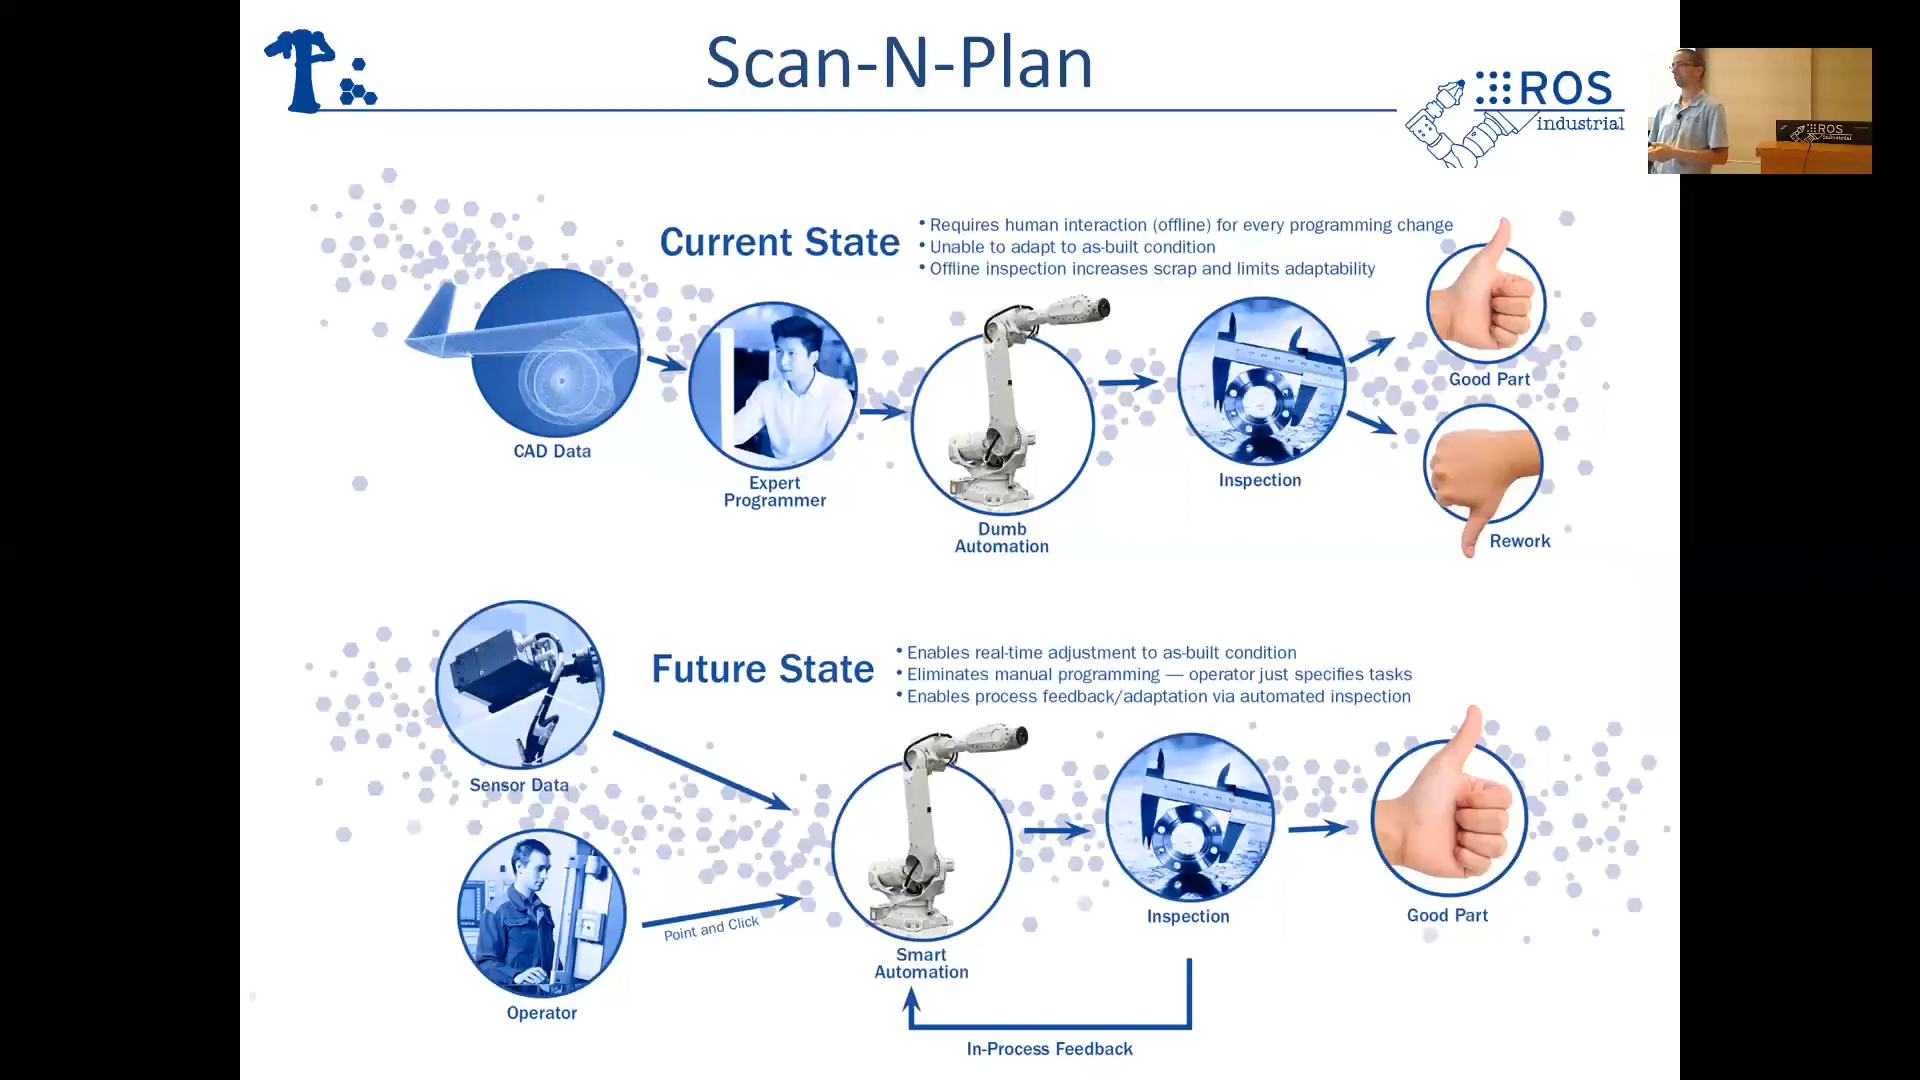 Scan-N-Plan
ROS
industrial
ROS
industrial
Current State
• Requires human interaction (offline) for every programming change
• Unable to adapt to as-built condition
• Offline inspection increases scrap and limits adaptability
CAD Data
Expert
Programmer
Dumb
Automation
Inspection
Good Part
Rework
Future State
• Enables real-time adjustment to as-built condition
• Eliminates manual programming — operator just specifies tasks
• Enables process feedback/adaptation via automated inspection
Sensor Data
Operator
Point and Click
Smart
Automation
Inspection
Good Part
In-Process Feedback